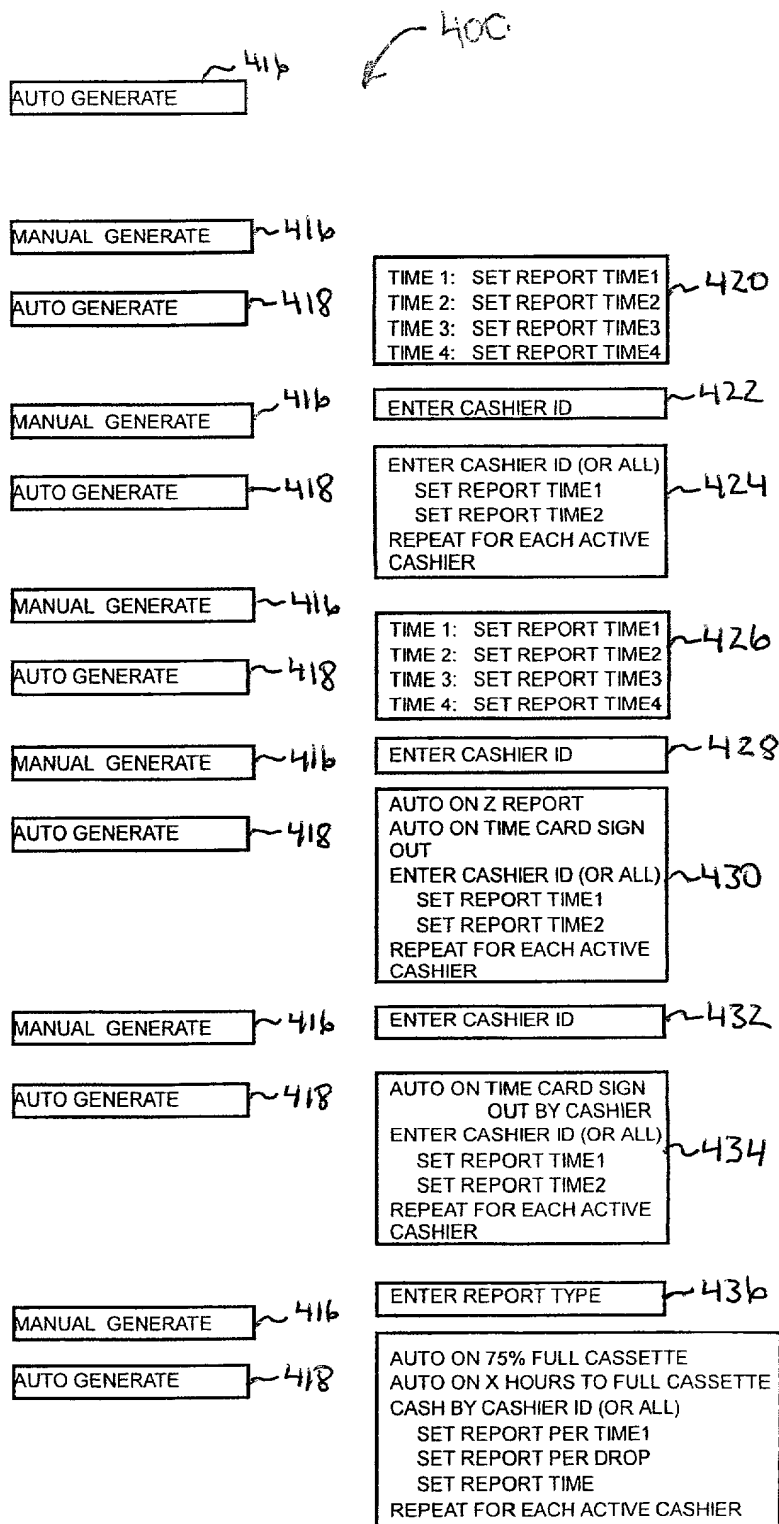 400
416
AUTO GENERATE
MANUAL GENERATE
416
AUTO GENERATE
418
TIME 1: SET REPORT TIME1
TIME 2: SET REPORT TIME2
TIME 3: SET REPORT TIME3
TIME 4: SET REPORT TIME4
420
MANUAL GENERATE
416
ENTER CASHIER ID
422
AUTO GENERATE
418
ENTER CASHIER ID (OR ALL)
SET REPORT TIME1
SET REPORT TIME2
REPEAT FOR EACH ACTIVE
CASHIER
424
MANUAL GENERATE
416
AUTO GENERATE
418
TIME 1: SET REPORT TIME1
TIME 2: SET REPORT TIME2
TIME 3: SET REPORT TIME3
TIME 4: SET REPORT TIME4
426
MANUAL GENERATE
416
ENTER CASHIER ID
428
AUTO GENERATE
418
AUTO ON Z REPORT
AUTO ON TIME CARD SIGN
OUT
ENTER CASHIER ID (OR ALL)
SET REPORT TIME1
SET REPORT TIME2
REPEAT FOR EACH ACTIVE
CASHIER
430
MANUAL GENERATE
416
ENTER CASHIER ID
432
AUTO GENERATE
418
AUTO ON TIME CARD SIGN
OUT BY CASHIER
ENTER CASHIER ID (OR ALL)
SET REPORT TIME1
SET REPORT TIME2
REPEAT FOR EACH ACTIVE
CASHIER
434
MANUAL GENERATE
416
ENTER REPORT TYPE
436
AUTO GENERATE
418
AUTO ON 75% FULL CASSETTE
AUTO ON X HOURS TO FULL CASSETTE
CASH BY CASHIER ID (OR ALL)
SET REPORT PER TIME1
SET REPORT PER DROP
SET REPORT TIME
REPEAT FOR EACH ACTIVE CASHIER